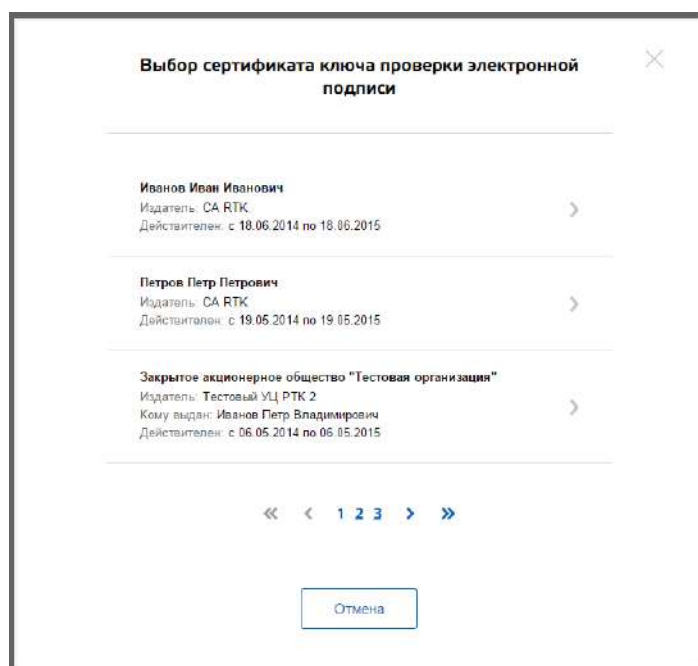 Выбор сертификата ключа проверки электронной
подписи
Иванов Иван Иванович
Издатель: CA RTK
Действителен: с 18.06.2014 по 18.06.2015
Петров Петр Петрович
Издатель: CA RTK
Действителен: с 19.05.2014 по 19.05.2015
Закрытое акционерное общество "Тестовая организация"
Издатель: Тестовый УЦ РТК 2
Кому выдан: Иванов Петр Владимирович
Действителен: с 06.05.2014 по 06.05.2015
« ‹ 1 2 3 › »
Отмена